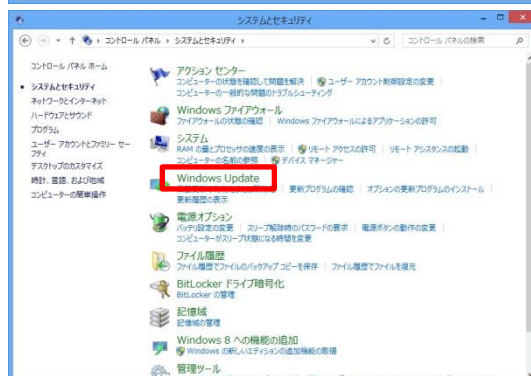 システムとセキュリティ
コントロール パネル ▸ システムとセキュリティ ▸
コントロール パネルの検索
コントロール パネル ホーム
システムとセキュリティ
ネットワークとインターネット
ハードウェアとサウンド
プログラム
ユーザー アカウントとファミリー セーフティ
デスクトップのカスタマイズ
時計、言語、および地域
コンピューターの簡単操作
アクション センター
コンピューターの状態を確認して問題を解決 | ユーザー アカウント制御設定の変更 |
コンピューターの一般的な問題のトラブルシューティング
Windows ファイアウォール
ファイアウォールの状態の確認 | Windows ファイアウォールによるアプリケーションの許可
システム
RAM の量とプロセッサの速度の表示 | リモート アクセスの許可 | リモート アシスタンスの起動 |
コンピューターの名前の参照 | デバイス マネージャー
Windows Update
更新プログラムの確認 | オプションの更新プログラムのインストール |
更新履歴の表示
電源オプション
バッテリ設定の変更 | スリープ解除時のパスワードの要求 | 電源ボタンの動作の変更 |
コンピューターがスリープ状態になる時間を変更
ファイル履歴
ファイル履歴でファイルのバックアップ コピーを保存 | ファイル履歴でファイルを復元
BitLocker ドライブ暗号化
BitLocker の管理
記憶域
記憶域の管理
Windows 8 への機能の追加
Windows の新しいエディションの追加機能の取得
管理ツール